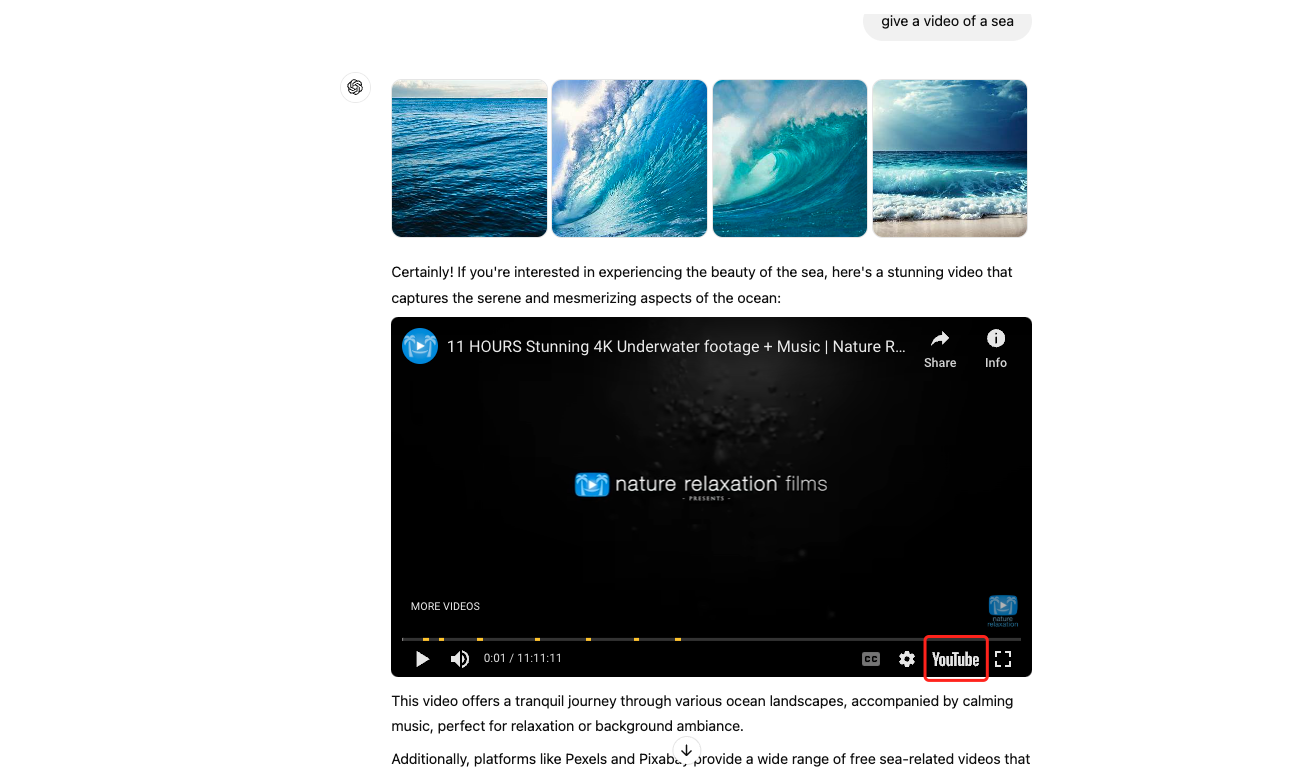 give a video of a sea
Certainly! If you're interested in experiencing the beauty of the sea, here's a stunning video that
captures the serene and mesmerizing aspects of the ocean:
11 HOURS Stunning 4K Underwater footage + Music | Nature R...
Share
Info
nature relaxation™ films
- PRESENTS -
MORE VIDEOS
nature
relaxation
0:01 / 11:11:11
CC
YouTube
This video offers a tranquil journey through various ocean landscapes, accompanied by calming
music, perfect for relaxation or background ambiance.
Additionally, platforms like Pexels and provide a wide range of free sea-related videos that